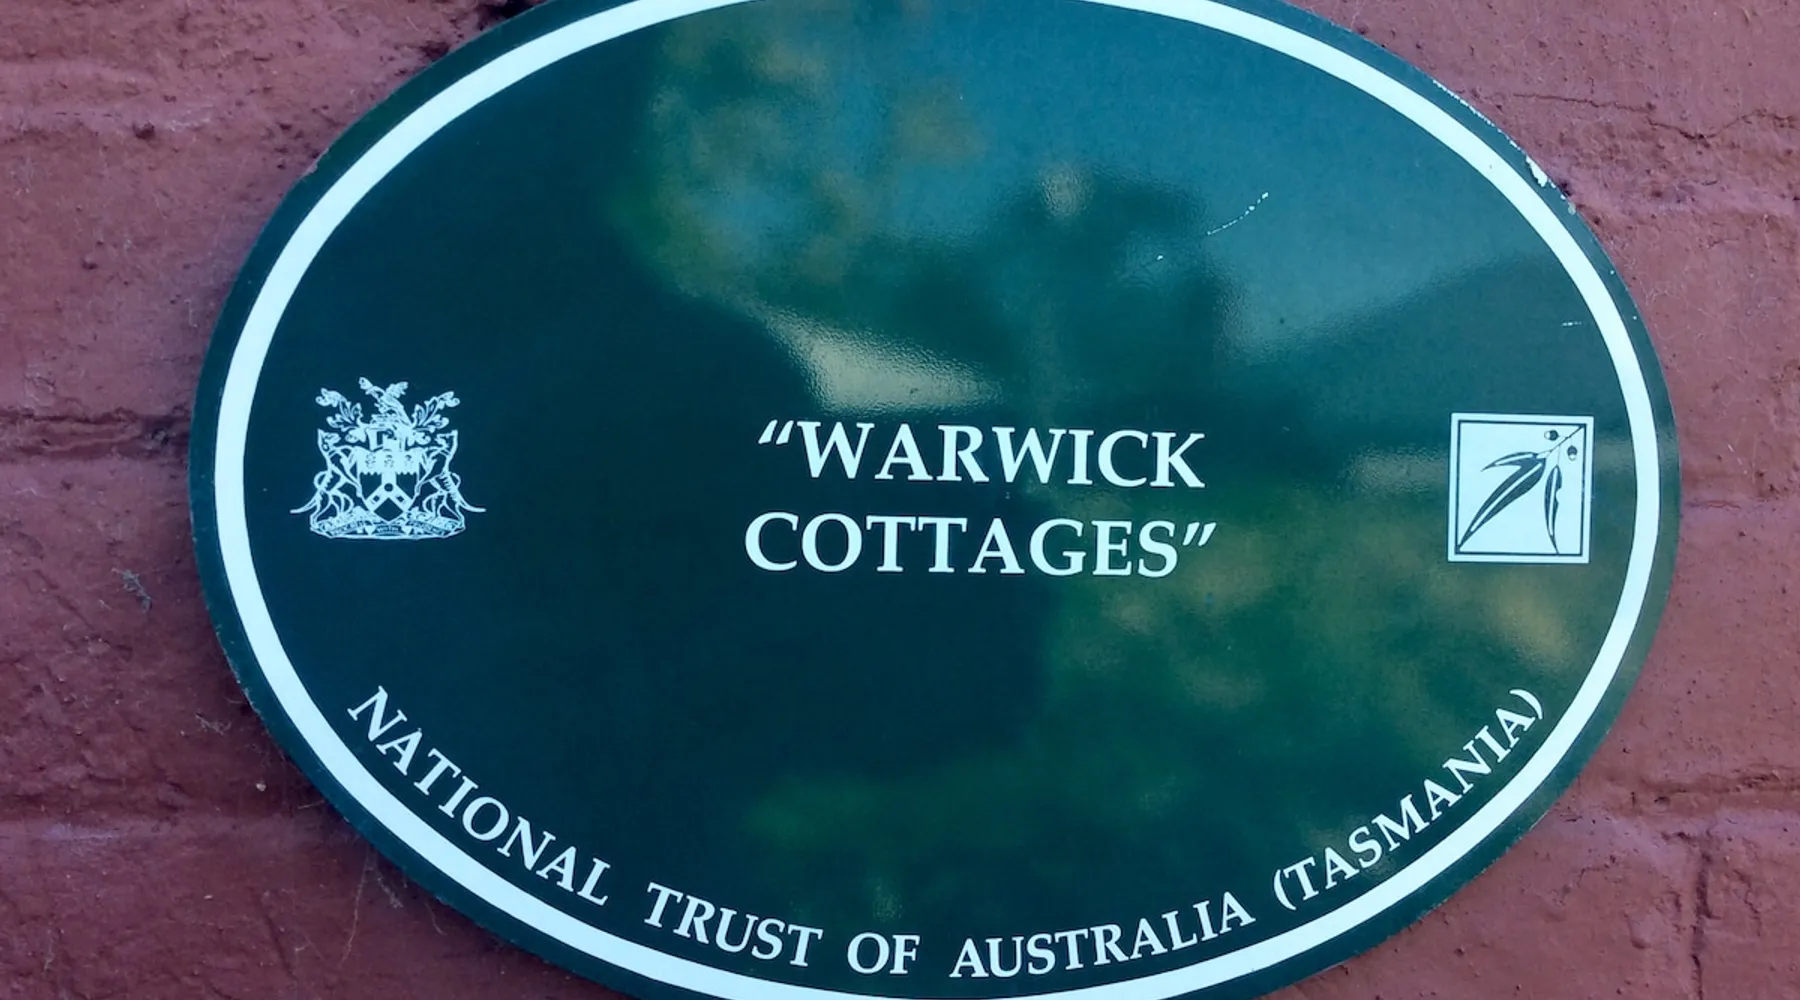 “WARWICK
COTTAGES”
NATIONAL TRUST OF AUSTRALIA (TASMANIA)